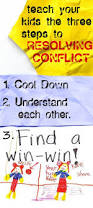 teach your
kids the three
steps to
RESOLVING
CONFLICT
1. Cool Down
2. Understand
each other.
3. Find a
win-win!
share